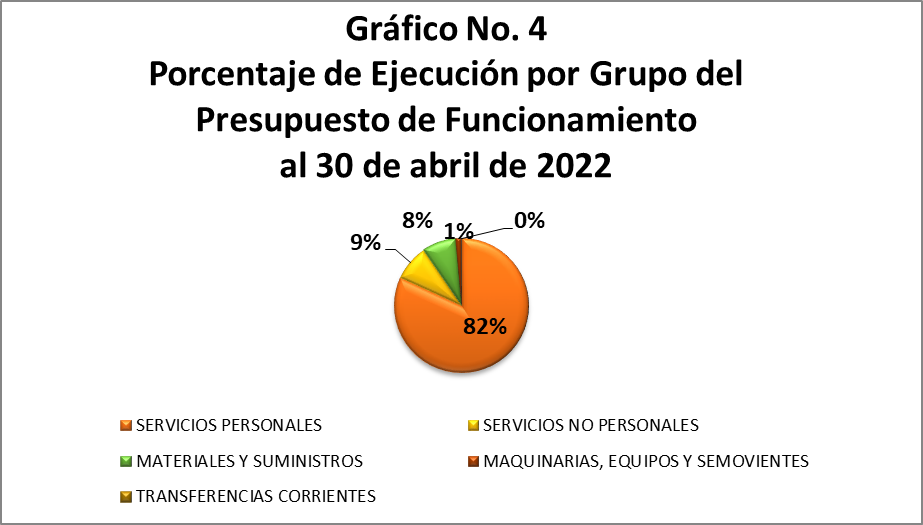 Gráfico No. 4
Porcentaje de Ejecución por Grupo del
Presupuesto de Funcionamiento
al 30 de abril de 2022
8%
1%
0%
9%
82%
SERVICIOS PERSONALES
SERVICIOS NO PERSONALES
MATERIALES Y SUMINISTROS
MAQUINARIAS, EQUIPOS Y SEMOVIENTES
TRANSFERENCIAS CORRIENTES